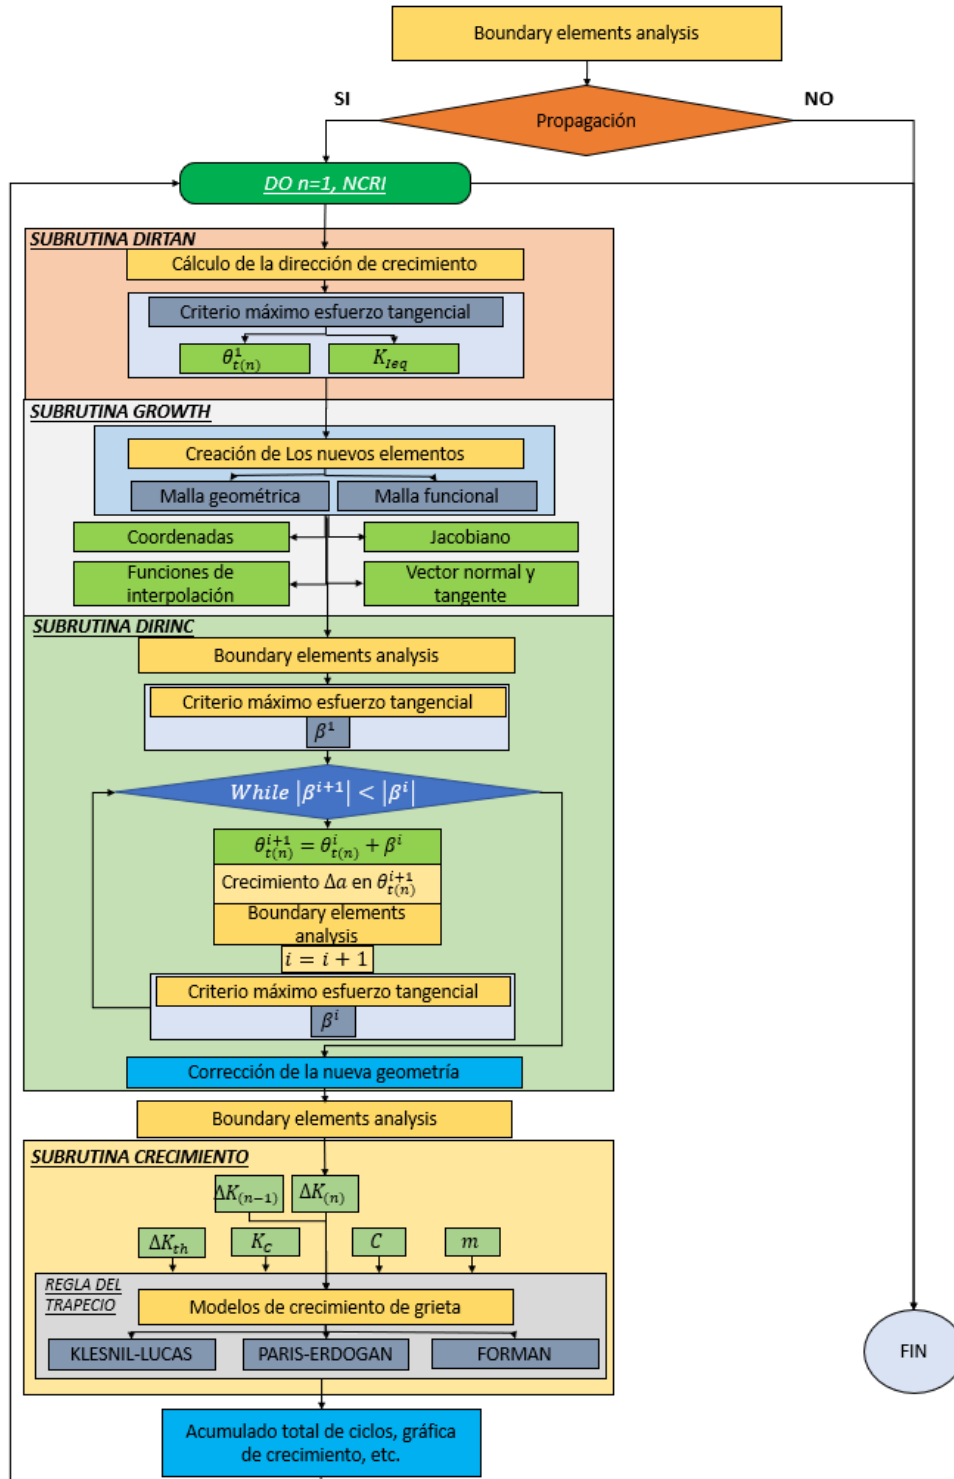 Boundary elements analysis
SI
NO
Propagación
DO n=1, NCRI
SUBRUTINA DIRTAN
Cálculo de la dirección de crecimiento
Criterio máximo esfuerzo tangencial
θ¹ₜ₍ₙ₎
K_Ieq
SUBRUTINA GROWTH
Creación de Los nuevos elementos
Malla geométrica
Malla funcional
Coordenadas
Jacobiano
Funciones de
interpolación
Vector normal y
tangente
SUBRUTINA DIRINC
Boundary elements analysis
Criterio máximo esfuerzo tangencial
β¹
While |βⁱ⁺¹| < |βⁱ|
θⁱ⁺¹ₜ₍ₙ₎ = θⁱₜ₍ₙ₎ + βⁱ
Crecimiento Δa en θⁱ⁺¹ₜ₍ₙ₎
Boundary elements
analysis
i = i + 1
Criterio máximo esfuerzo tangencial
βⁱ
Corrección de la nueva geometría
Boundary elements analysis
SUBRUTINA CRECIMIENTO
ΔK₍ₙ₋₁₎
ΔK₍ₙ₎
ΔK_th
K_C
C
m
REGLA DEL
TRAPECIO
Modelos de crecimiento de grieta
KLESNIL-LUCAS
PARIS-ERDOGAN
FORMAN
FIN
Acumulado total de ciclos, gráfica
de crecimiento, etc.